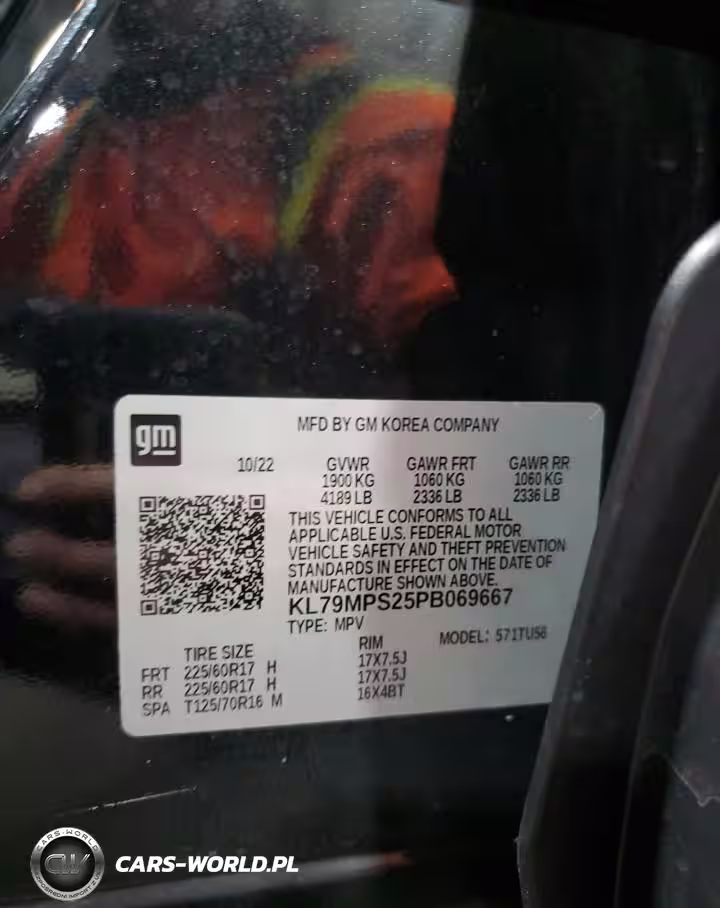 MFD BY GM KOREA COMPANY
gm
10/22 GVWR GAWR FRT GAWR RR
1900 KG 1060 KG 1060 KG
4189 LB 2336 LB 2336 LB
THIS VEHICLE CONFORMS TO ALL
APPLICABLE U.S. FEDERAL MOTOR
VEHICLE SAFETY AND THEFT PREVENTION
STANDARDS IN EFFECT ON THE DATE OF
MANUFACTURE SHOWN ABOVE.
KL79MPS25PB069667
TYPE: MPV MODEL: 571TU56
TIRE SIZE RIM
FRT 225/60R17 H 17X7.5J
RR 225/60R17 H 17X7.5J
SPA T125/70R16 M 16X4BT
CARS-WORLD
CW
CARS-WORLD.PL